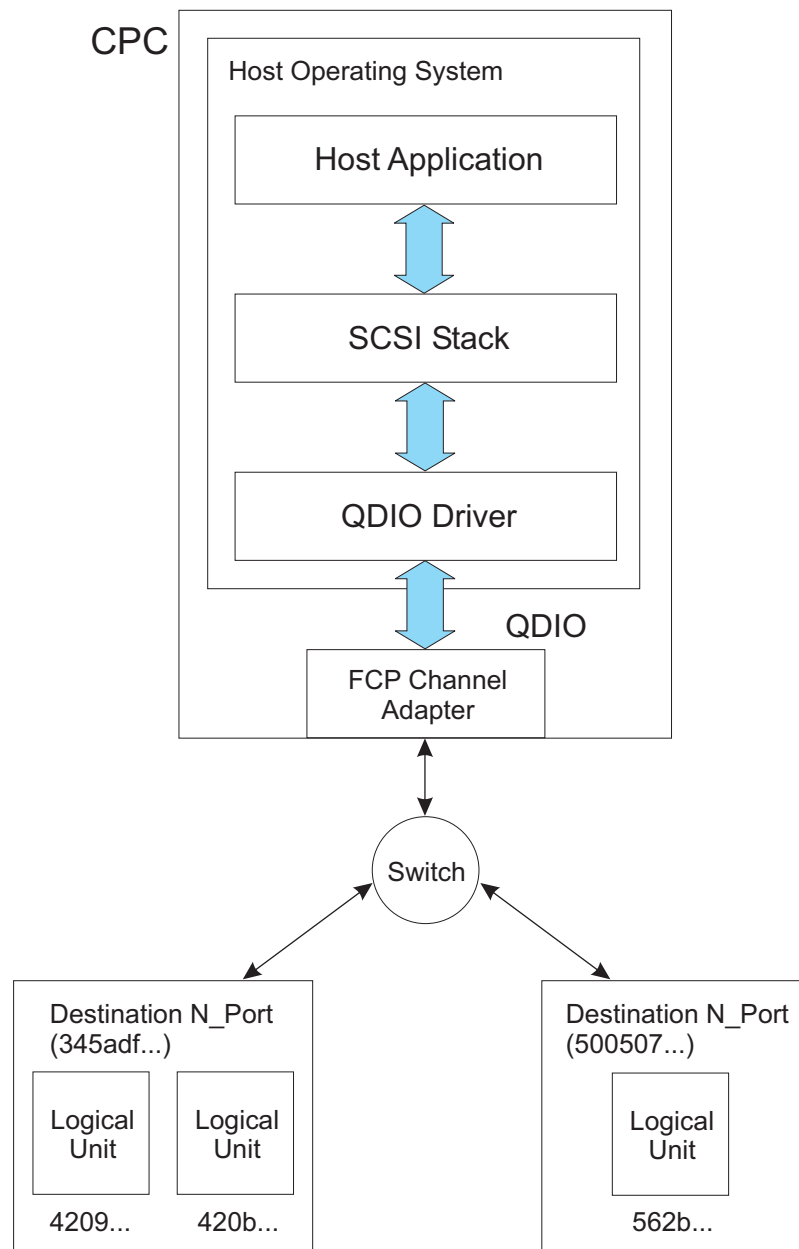 CPC
Host Operating System
Host Application
SCSI Stack
QDIO Driver
QDIO
FCP Channel
Adapter
Switch
Destination N_Port
(345adf...)
Logical
Unit
Logical
Unit
4209...
420b...
Destination N_Port
(500507...)
Logical
Unit
562b...